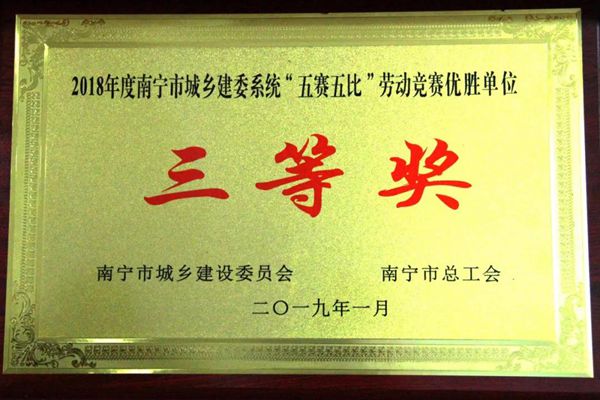 2018年度南宁市城乡建委系统“五赛五比”劳动竞赛优胜单位
三等奖
南宁市城乡建设委员会 南宁市总工会
二〇一九年一月